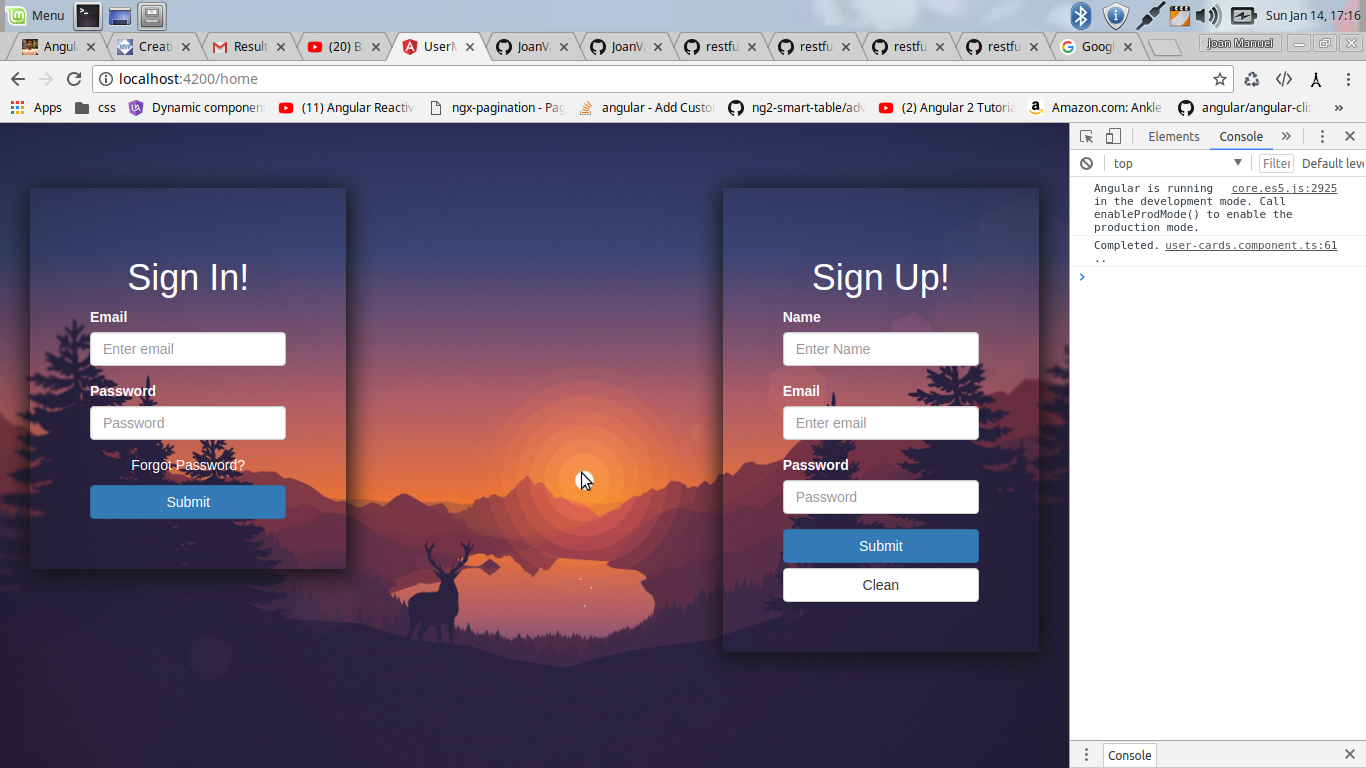 Menu
Sun Jan 14, 17:16
Angul
Creati
Result
(20) B
UserM
JoanVa
JoanVa
restfu
restfu
restfu
restfu
Googl
Joan Manuel
localhost:4200/home
Apps
css
Dynamic componen
(11) Angular Reactiv
ngx-pagination - Pag
angular - Add Custo
ng2-smart-table/adv
(2) Angular 2 Tutoria
Amazon.com: Ankle
angular/angular-cli:
»
Elements
Console
»
top
Filter
Default leve
Angular is running core.es5.js:2925
in the development mode. Call
enableProdMode() to enable the
production mode.
Completed. user-cards.component.ts:61
..
Sign In!
Email
Enter email
Password
Password
Forgot Password?
Submit
Sign Up!
Name
Enter Name
Email
Enter email
Password
Password
Submit
Clean
Console